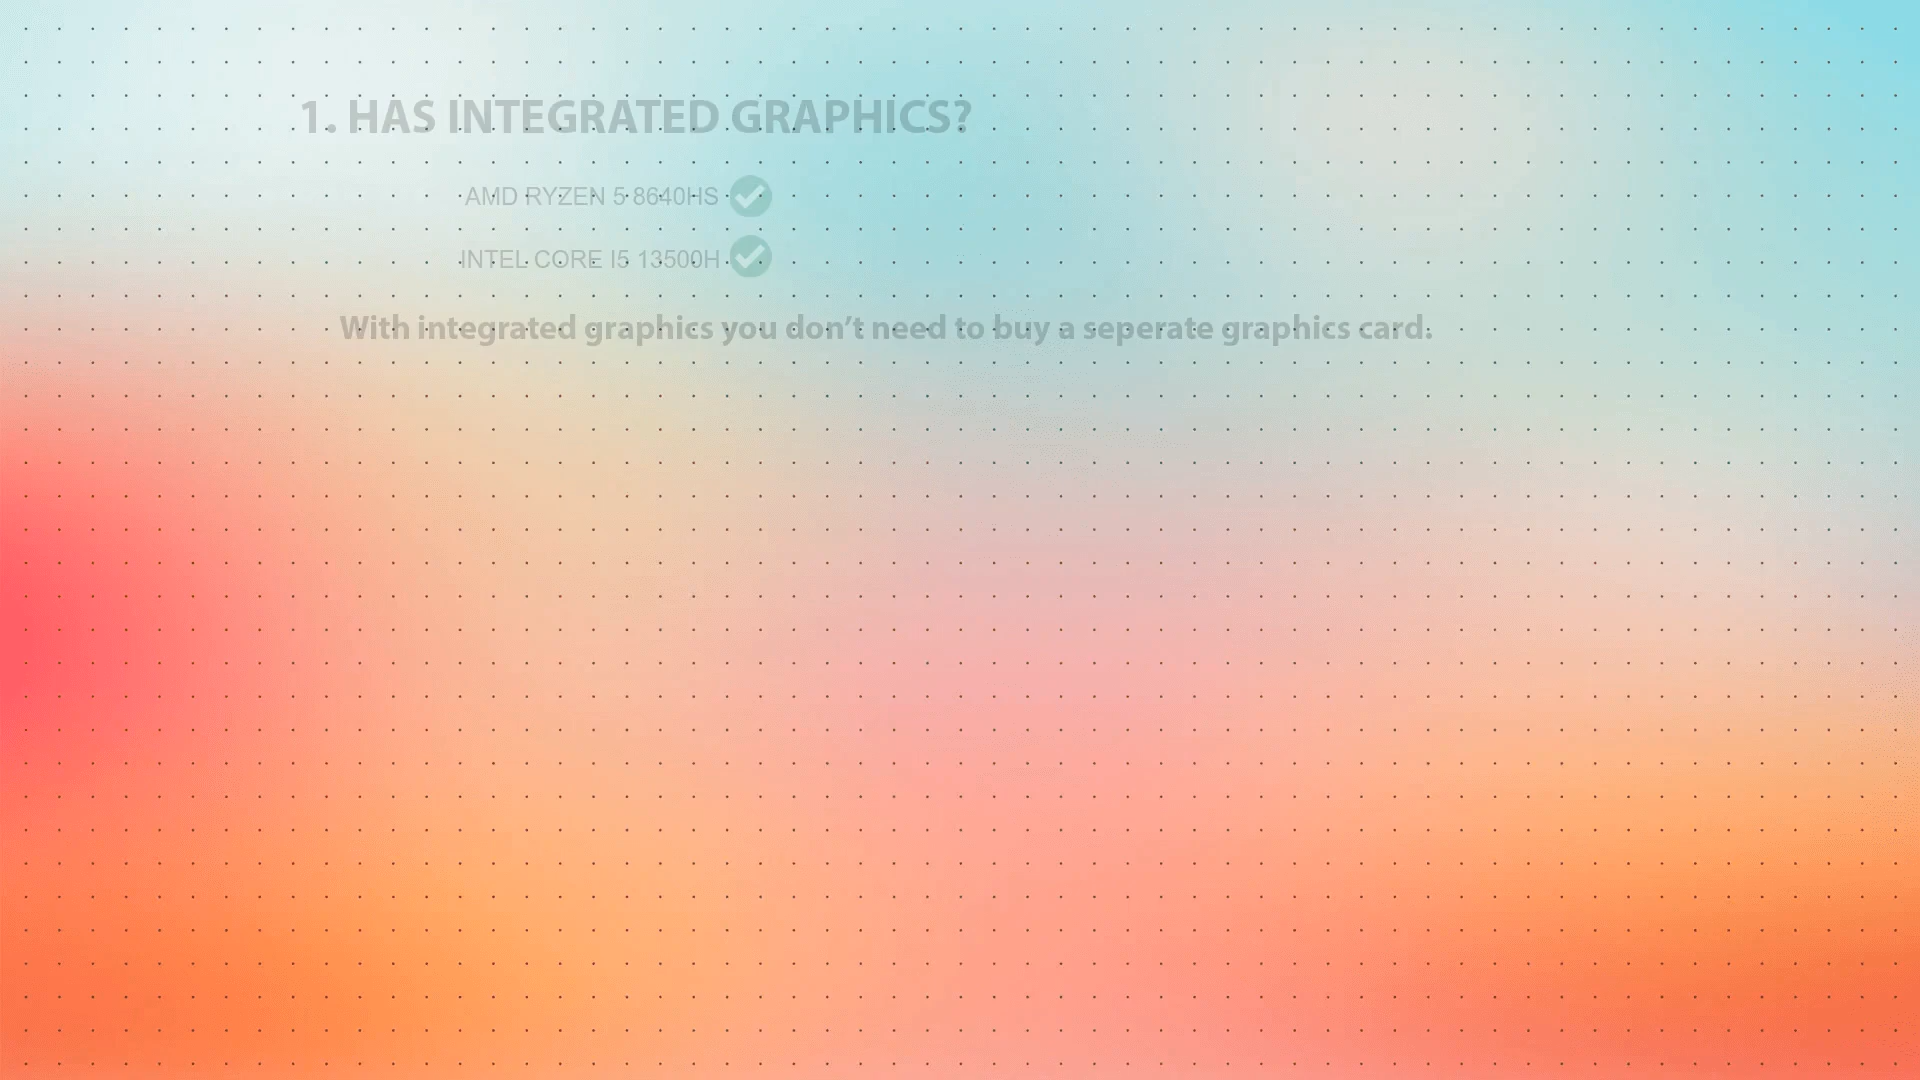 1. HAS INTEGRATED GRAPHICS?
AMD RYZEN 5 8640HS
INTEL CORE I5 13500H
With integrated graphics you don’t need to buy a seperate graphics card.